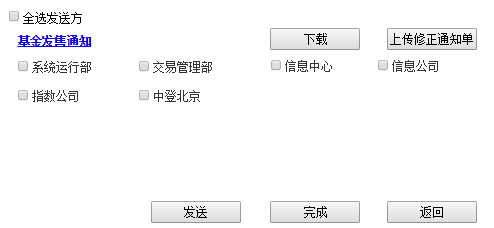 全选发送方
基金发售通知 下载 上传修正通知单
系统运行部 交易管理部 信息中心 信息公司
指数公司 中登北京
发送 完成 返回